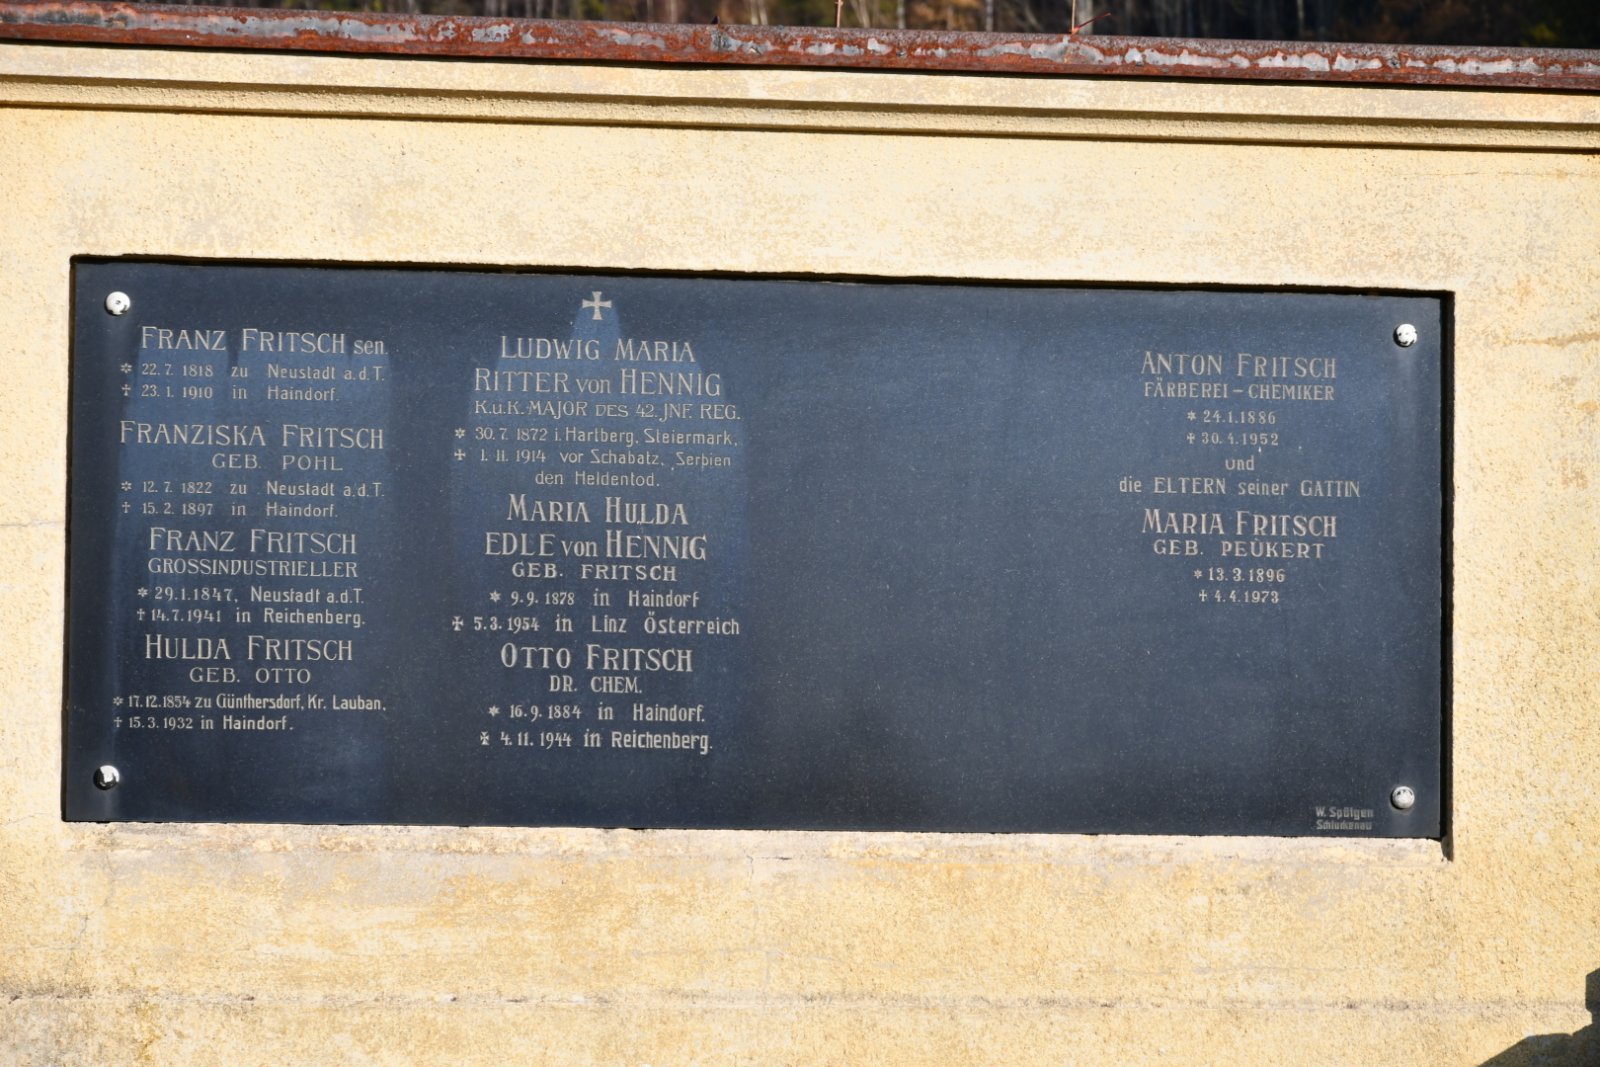 FRANZ FRITSCH sen.
* 22.7. 1818 zu Neustadt a.d.T.
✝ 23.1. 1910 in Haindorf.
FRANZISKA FRITSCH
GEB. POHL
* 12.7. 1822 zu Neustadt a.d.T.
✝ 15.2. 1897 in Haindorf.
FRANZ FRITSCH
GROSSINDUSTRIELLER
* 29.1.1847, Neustadt a.d.T.
✝ 14.7.1941 in Reichenberg.
HULDA FRITSCH
GEB. OTTO
* 17.12.1854 zu Günthersdorf, Kr. Lauban,
✝ 15.3.1932 in Haindorf.
LUDWIG MARIA
RITTER von HENNIG
K.u.K.-MAJOR DES 42. JNF. REG.
* 30.7. 1872 i. Hartberg, Steiermark,
✝ 1.11.1914 vor Schabatz, Serbien
den Heldentod.
MARIA HULDA
EDLE von HENNIG
GEB. FRITSCH
* 9.9. 1878 in Haindorf
✝ 5.3. 1954 in Linz Österreich
OTTO FRITSCH
DR. CHEM.
* 16.9. 1884 in Haindorf.
✝ 4.11. 1944 in Reichenberg.
ANTON FRITSCH
FÄRBEREI-CHEMIKER
* 24.1.1886
✝ 30.4.1952
und
die ELTERN seiner GATTIN
MARIA FRITSCH
GEB. PEUKERT
* 13.3.1896
✝ 4.4.1973
W. Spätgen
Schluckenau